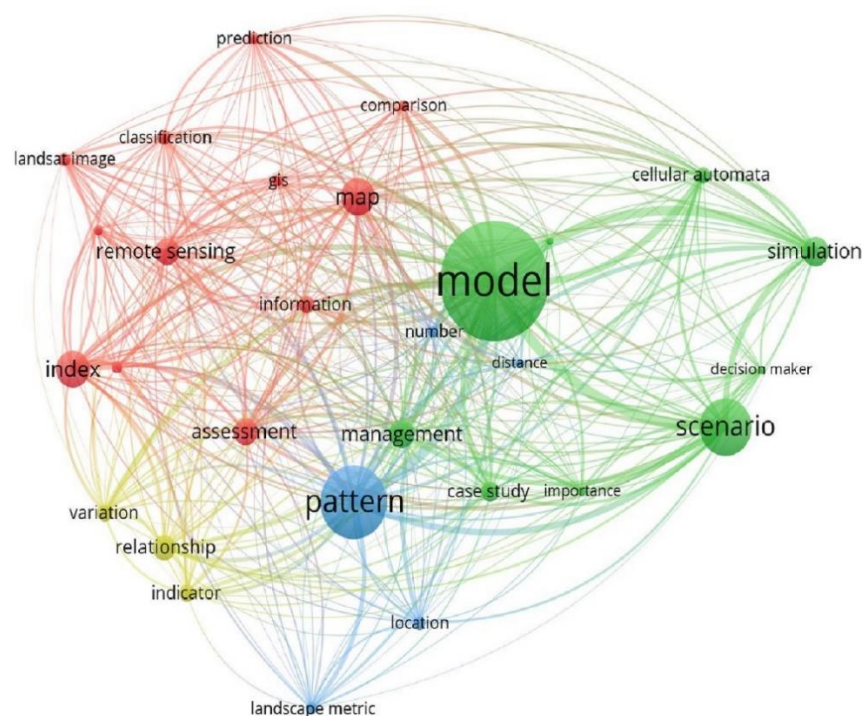 prediction
comparison
classification
landsat image
gis
cellular automata
map
remote sensing
simulation
model
information
number
distance
index
decision maker
assessment
management
scenario
pattern
case study
importance
variation
relationship
indicator
location
landscape metric